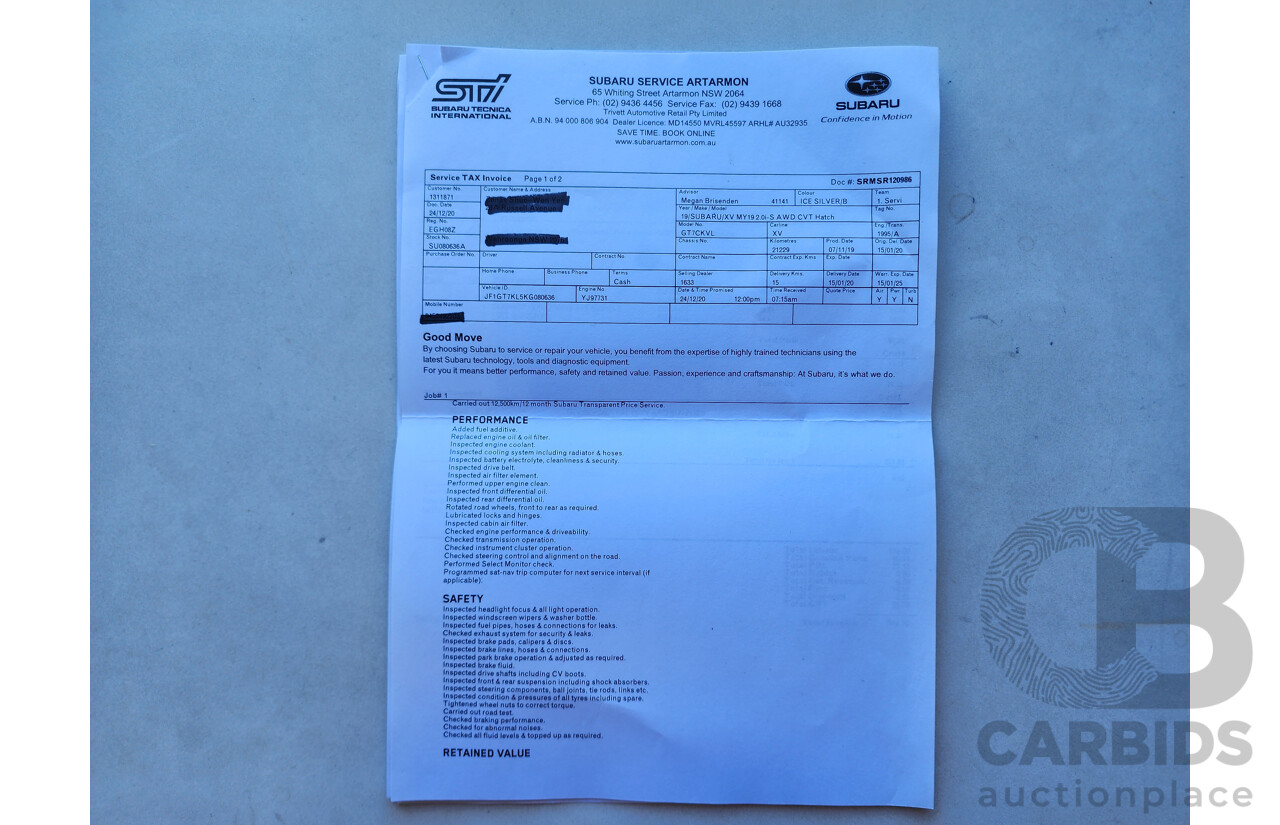 STI
SUBARU TECNICA
INTERNATIONAL
SUBARU SERVICE ARTARMON
65 Whiting Street Artarmon NSW 2064
Service Ph: (02) 9436 4456 Service Fax: (02) 9439 1668
Trivett Automotive Retail Pty Limited
A.B.N. 94 000 806 904 Dealer Licence: MD14550 MVRL45597 ARHL# AU32935
SAVE TIME. BOOK ONLINE
www.subaruartarmon.com.au
SUBARU
Confidence in Motion
Service TAX Invoice Page 1 of 2 Doc #: SRMSR120986
Customer No. Customer Name & Address Advisor Colour Team
1311871 Megan Brisenden 41141 ICE SILVER/B 1. Servi
Doc. Date Year / Make / Model Tag No.
24/12/20 19/SUBARU/XV MY19 2.0i-S AWD CVT Hatch
Reg. No. Model No Carline Eng./Trans.
EGH08Z GT7CKVL XV 1995/A
Stock No. Chassis No. Kilometres Prod. Date Orig. Del. Date
SU080636A 21229 07/11/19 15/01/20
Purchase Order No. Driver Contract No. Contract Name Contract Exp. Kms Exp. Date
Home Phone Business Phone Terms Selling Dealer Delivery Kms. Delivery Date Warr. Exp. Date
Cash 1633 15 15/01/20 15/01/25
Vehicle ID. Engine No. Date & Time Promised Time Received Quote Price Air Pwr Turn
JF1GT7KL5KG080636 YJ97731 24/12/20 12:00pm 07:15am Y Y N
Mobile Number
Good Move
By choosing Subaru to service or repair your vehicle, you benefit from the expertise of highly trained technicians using the
latest Subaru technology, tools and diagnostic equipment.
For you it means better performance, safety and retained value. Passion, experience and craftsmanship: At Subaru, it's what we do.
Job# 1
Carried out 12,500km/12 month Subaru Transparent Price Service.
PERFORMANCE
Added fuel additive.
Replaced engine oil & oil filter.
Inspected engine coolant.
Inspected cooling system including radiator & hoses.
Inspected battery electrolyte, cleanliness & security.
Inspected drive belt.
Inspected air filter element.
Performed upper engine clean.
Inspected front differential oil.
Inspected rear differential oil.
Rotated road wheels, front to rear as required.
Lubricated locks and hinges.
Inspected cabin air filter.
Checked engine performance & driveability.
Checked transmission operation.
Checked instrument cluster operation.
Checked steering control and alignment on the road.
Performed Select Monitor check.
Programmed sat-nav trip computer for next service interval (if
applicable).
SAFETY
Inspected headlight focus & all light operation.
Inspected windscreen wipers & washer bottle.
Inspected fuel pipes, hoses & connections for leaks.
Checked exhaust system for security & leaks.
Inspected brake pads, calipers & discs.
Inspected brake lines, hoses & connections.
Inspected park brake operation & adjusted as required.
Inspected brake fluid.
Inspected drive shafts including CV boots.
Inspected front & rear suspension including shock absorbers.
Inspected steering components, ball joints, tie rods, links etc.
Inspected condition & pressures of all tyres including spare.
Tightened wheel nuts to correct torque.
Carried out road test.
Checked braking performance.
Checked for abnormal noises.
Checked all fluid levels & topped up as required.
RETAINED VALUE
CB
CARBIDS
auctionplace